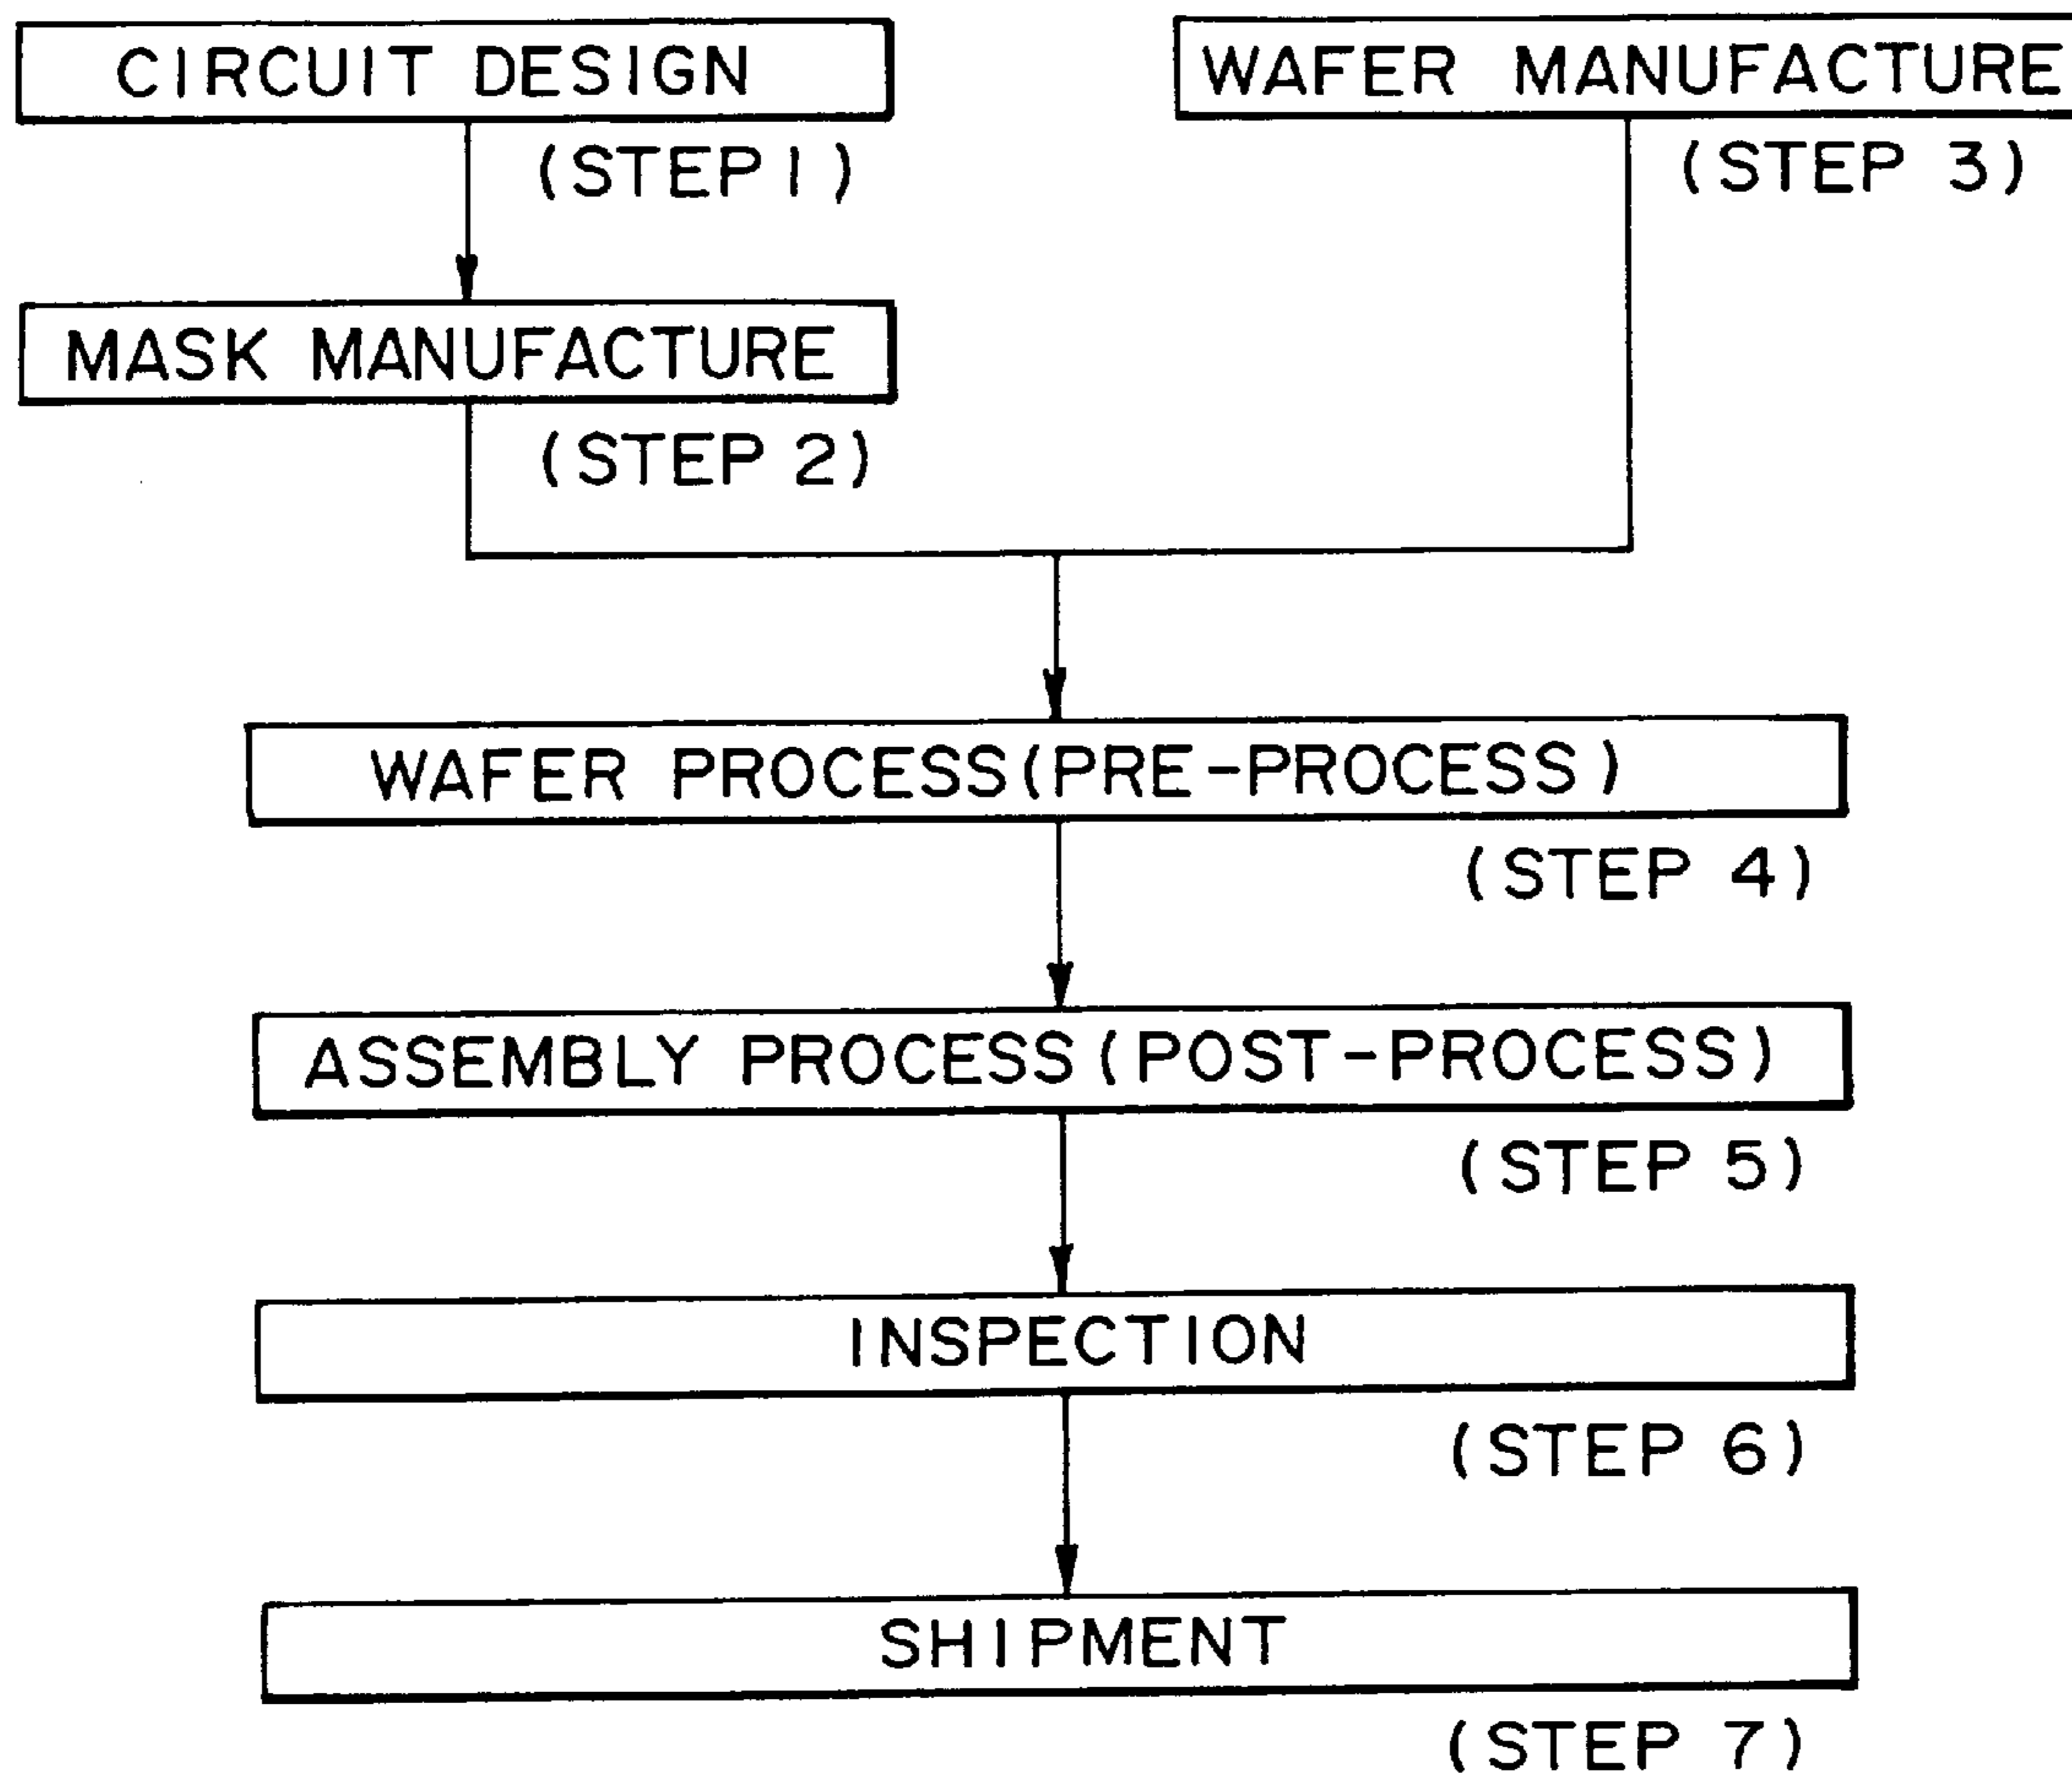 CIRCUIT DESIGN
(STEP 1)
MASK MANUFACTURE
(STEP 2)
WAFER MANUFACTURE
(STEP 3)
WAFER PROCESS(PRE-PROCESS)
(STEP 4)
ASSEMBLY PROCESS(POST-PROCESS)
(STEP 5)
INSPECTION
(STEP 6)
SHIPMENT
(STEP 7)